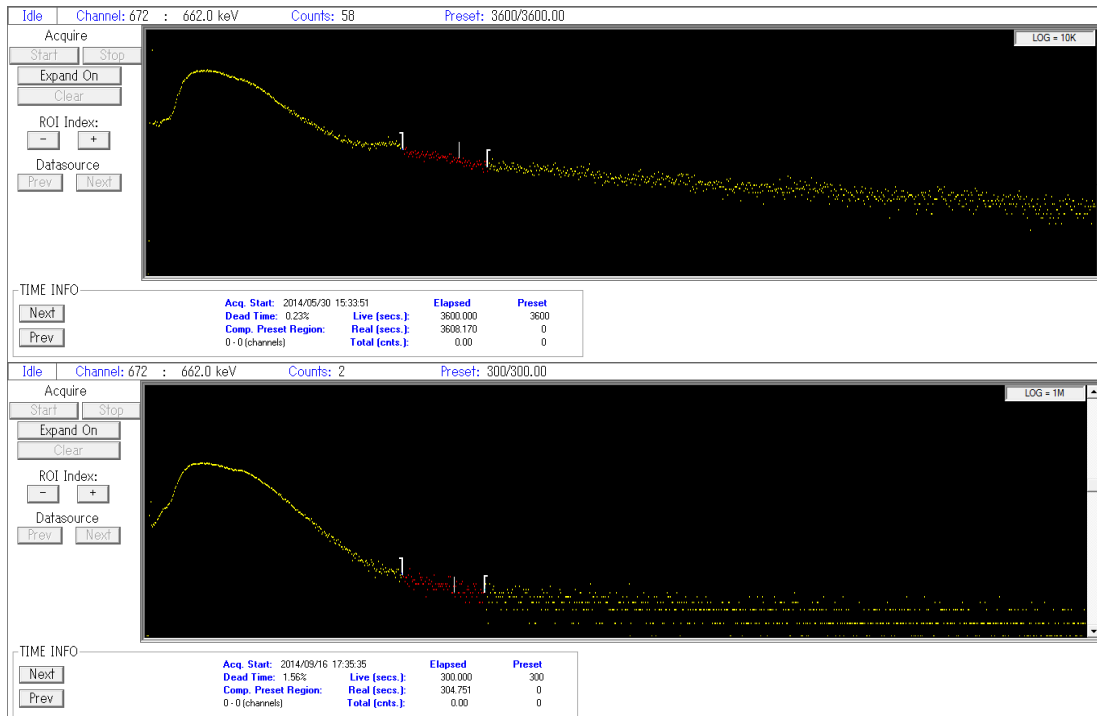 Idle Channel: 672 : 662.0 keV Counts: 58 Preset: 3600/3600.00
Acquire
Start Stop
Expand On
Clear
ROI Index:
- +
Datasource
Prev Next
LOG = 10K
TIME INFO
Next
Prev
Acq. Start: 2014/05/30 15:33:51 Elapsed Preset
Dead Time: 0.23% Live (secs.): 3600.000 3600
Comp. Preset Region: Real (secs.): 3608.170 0
0 - 0 (channels) Total (cnts.): 0.00 0
Idle Channel: 672 : 662.0 keV Counts: 2 Preset: 300/300.00
Acquire
Start Stop
Expand On
Clear
ROI Index:
- +
Datasource
Prev Next
LOG = 1M
TIME INFO
Next
Prev
Acq. Start: 2014/09/16 17:35:35 Elapsed Preset
Dead Time: 1.56% Live (secs.): 300.000 300
Comp. Preset Region: Real (secs.): 304.751 0
0 - 0 (channels) Total (cnts.): 0.00 0